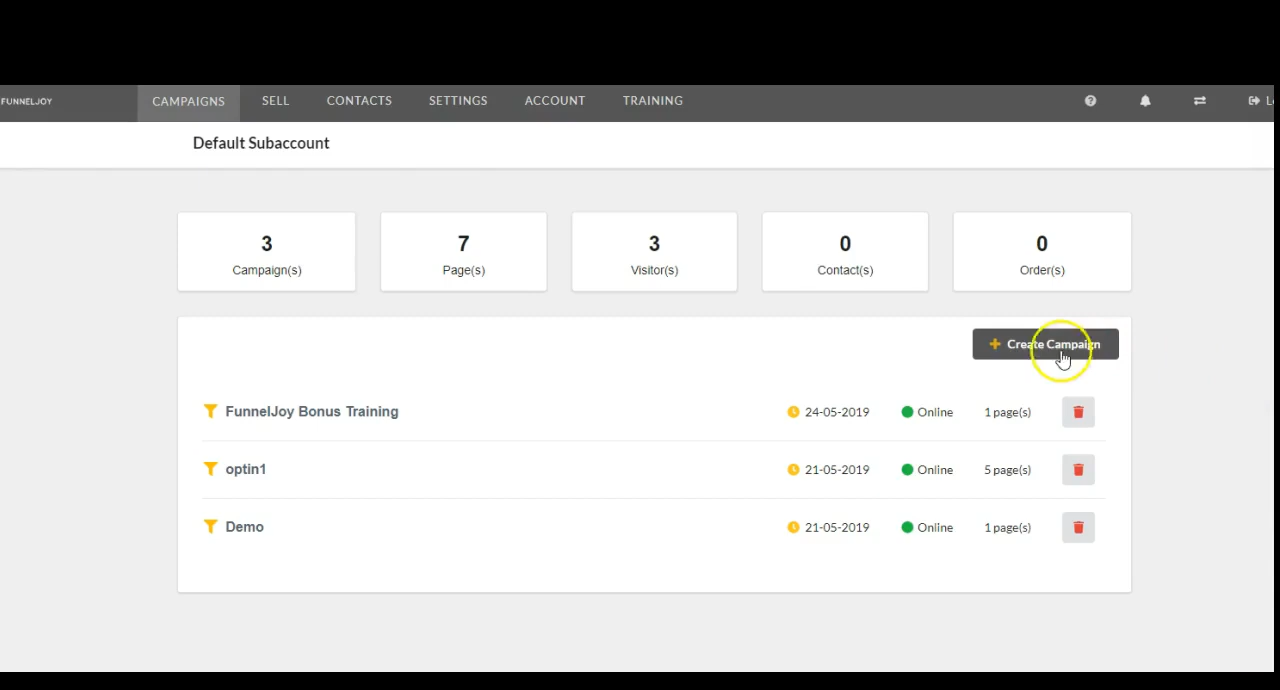 FUNNELJOY CAMPAIGNS SELL CONTACTS SETTINGS ACCOUNT TRAINING
Default Subaccount
3 7 3 0 0
Campaign(s) Page(s) Visitor(s) Contact(s) Order(s)
Create Campaign
FunnelJoy Bonus Training 24-05-2019 Online 1 page(s)
optin1 21-05-2019 Online 5 page(s)
Demo 21-05-2019 Online 1 page(s)